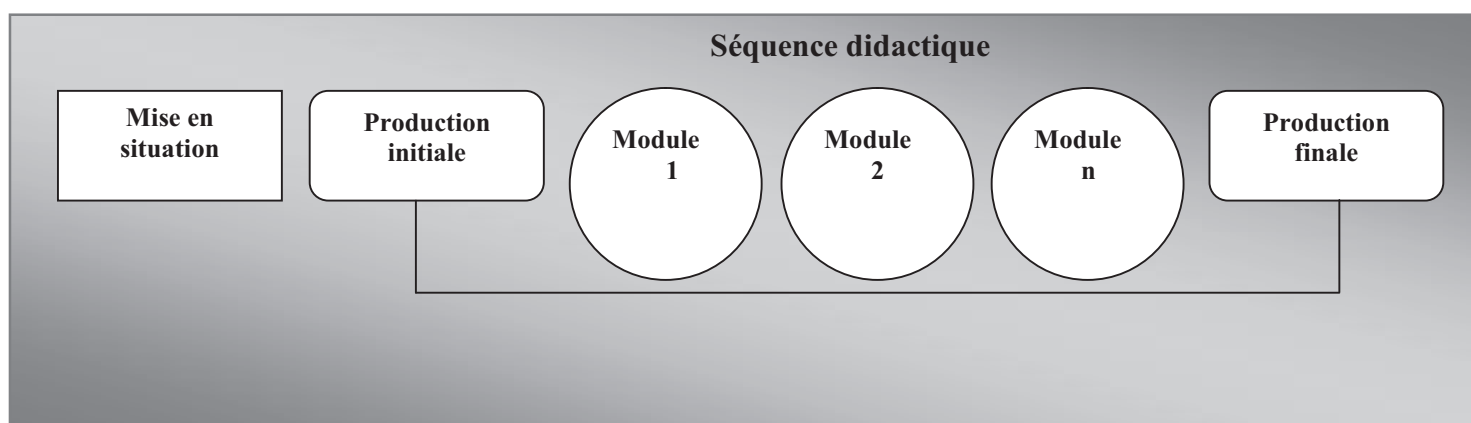 Séquence didactique
Mise en
situation
Production
initiale
Module
1
Module
2
Module
n
Production
finale